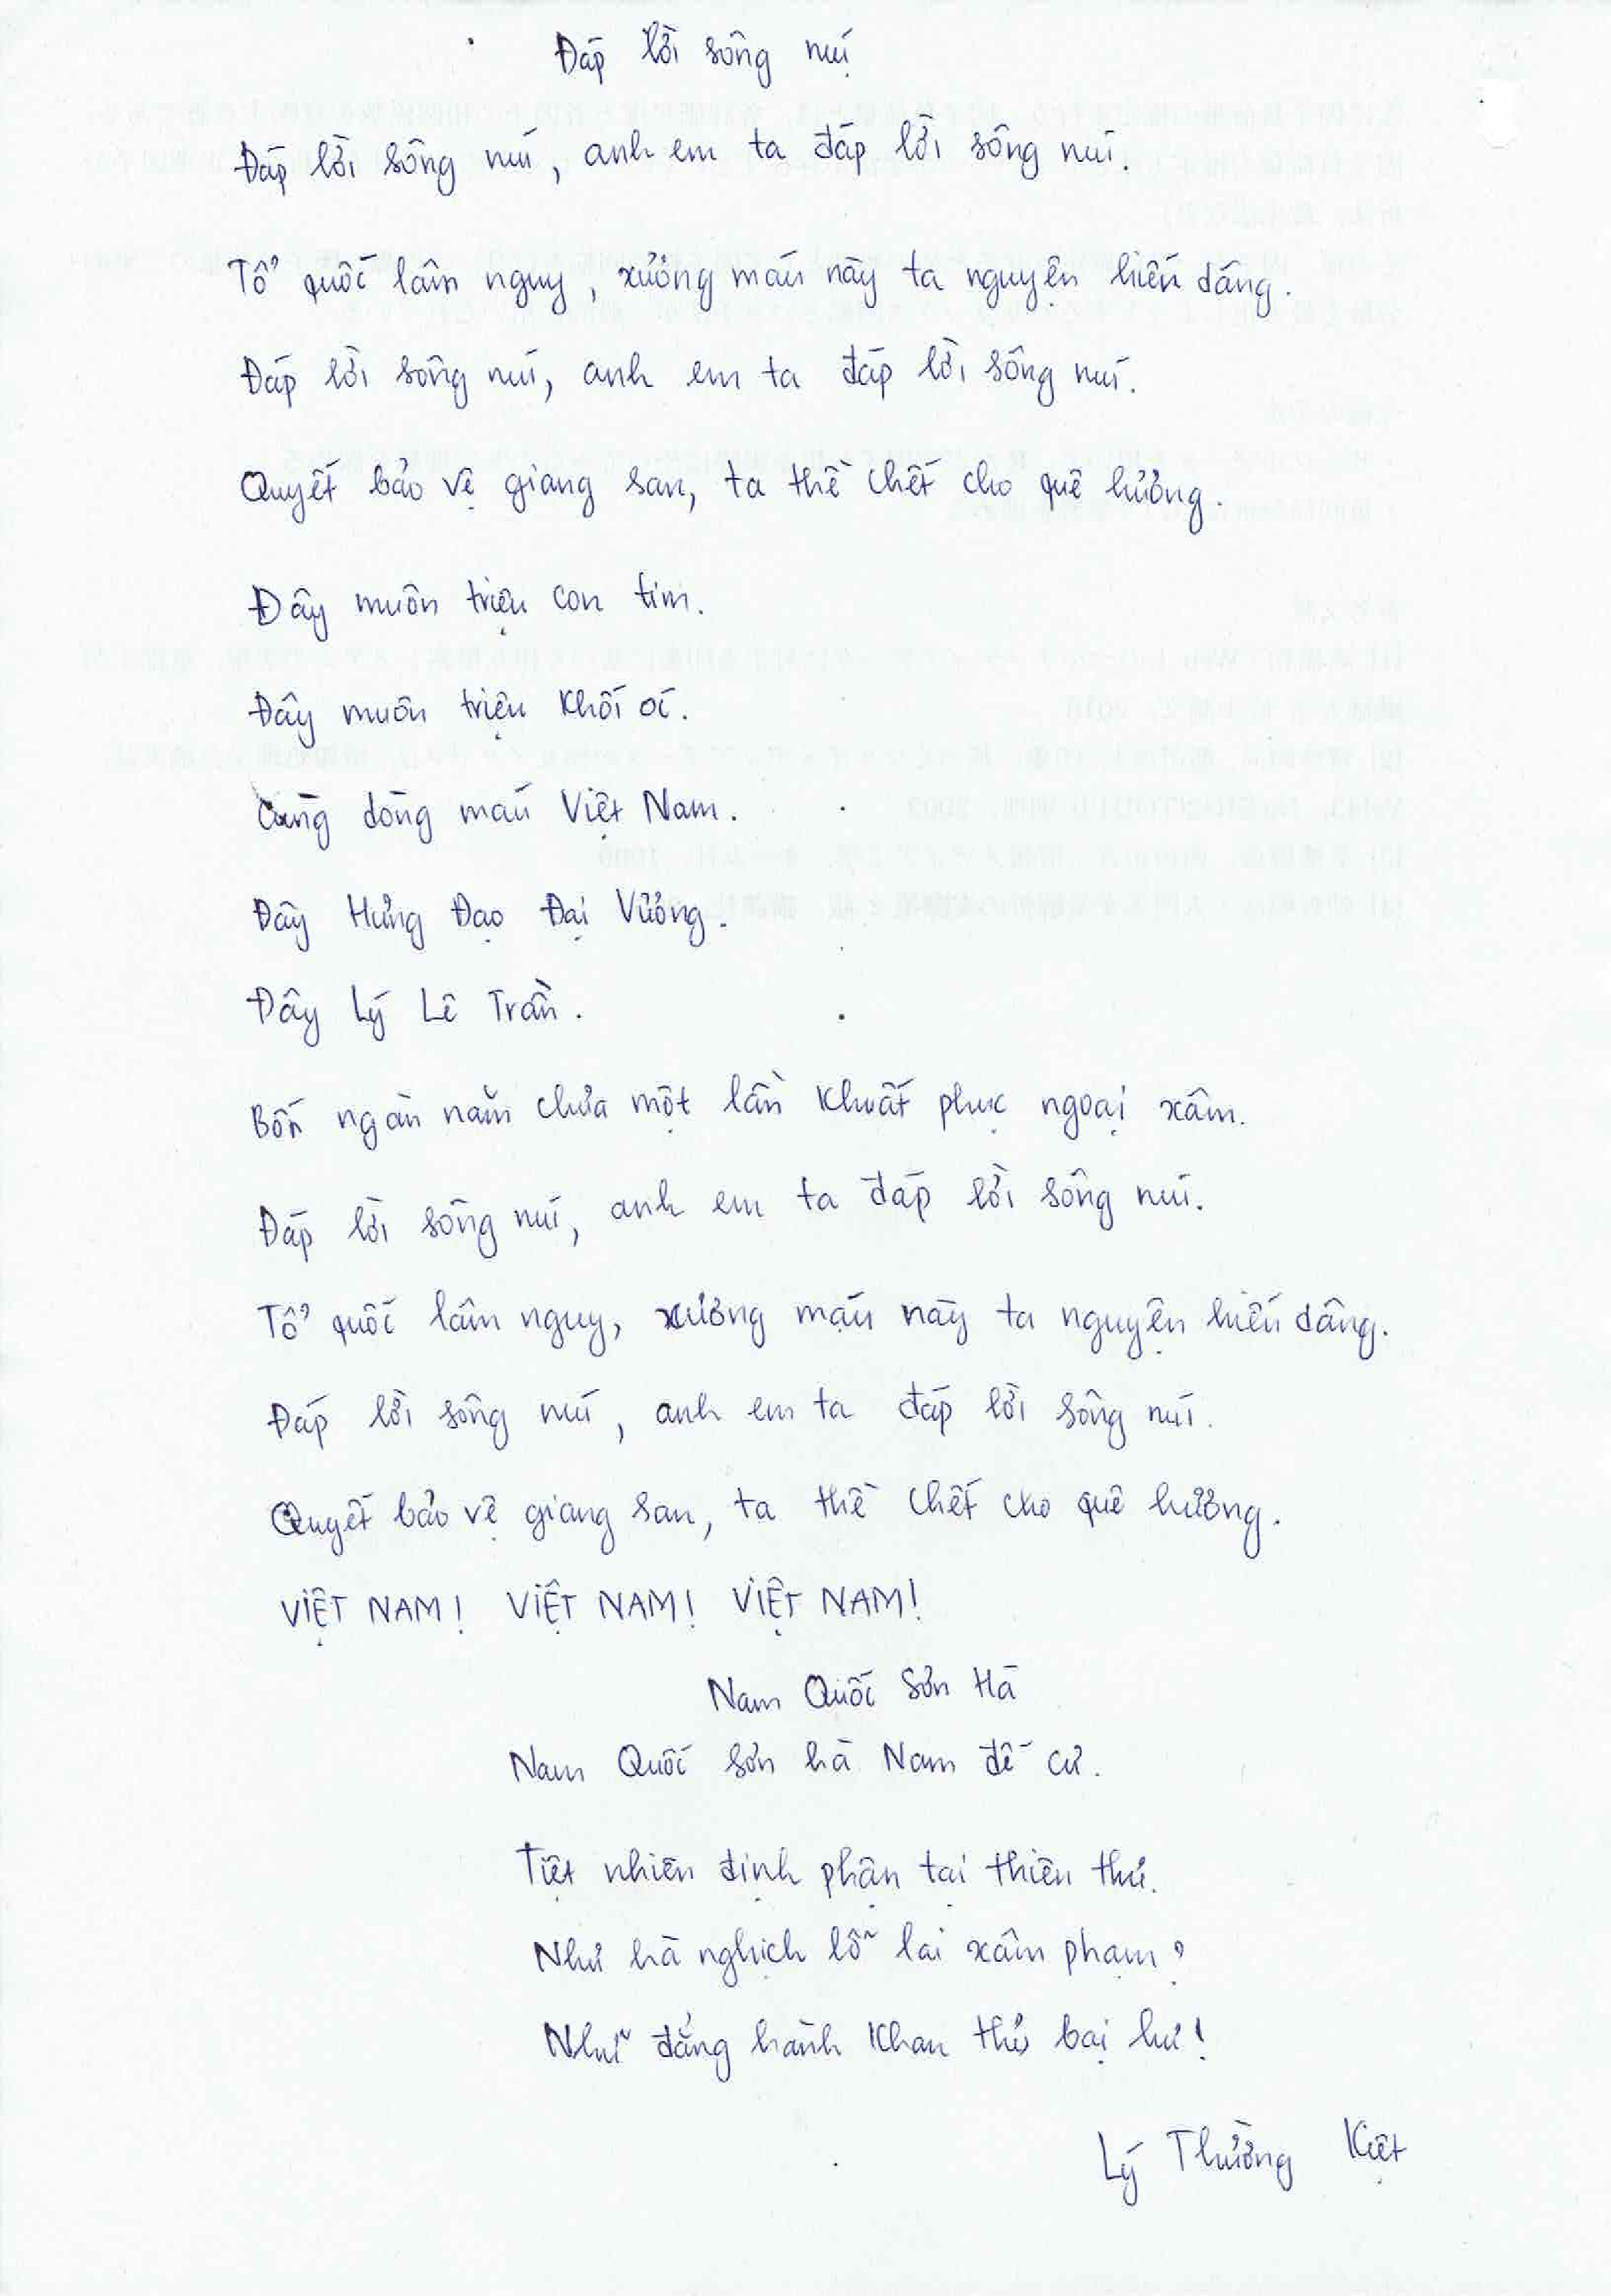 Đáp lời sông núi
Đáp lời sông núi, anh em ta đáp lời sông núi.
Tổ quốc lâm nguy, xương máu này ta nguyện hiến dâng.
Đáp lời sông núi, anh em ta đáp lời sông núi.
Quyết bảo vệ giang san, ta thề chết cho quê hương.
Đây muôn triệu con tim.
Đây muôn triệu khối óc.
Cùng dòng máu Việt Nam.
Đây Hưng Đạo Đại Vương.
Đây Lý Lê Trần.
Bốn ngàn năm chưa một lần khuất phục ngoại xâm.
Đáp lời sông núi, anh em ta đáp lời sông núi.
Tổ quốc lâm nguy, xương máu này ta nguyện hiến dâng.
Đáp lời sông núi, anh em ta đáp lời sông núi.
Quyết bảo vệ giang san, ta thề chết cho quê hương.
VIỆT NAM! VIỆT NAM! VIỆT NAM!
Nam Quốc Sơn Hà
Nam Quốc sơn hà Nam đế cư.
Tiệt nhiên định phận tại thiên thư.
Như hà nghịch lỗ lai xâm phạm?
Nhữ đẳng hành khan thủ bại hư!
Lý Thường Kiệt